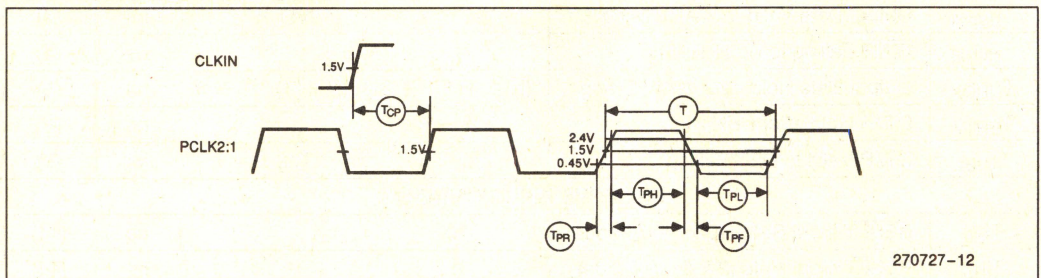 CLKIN
1.5V
TCP
T
PCLK2:1
1.5V
2.4V
1.5V
0.45V
TPH
TPL
TPR
TPF
270727–12